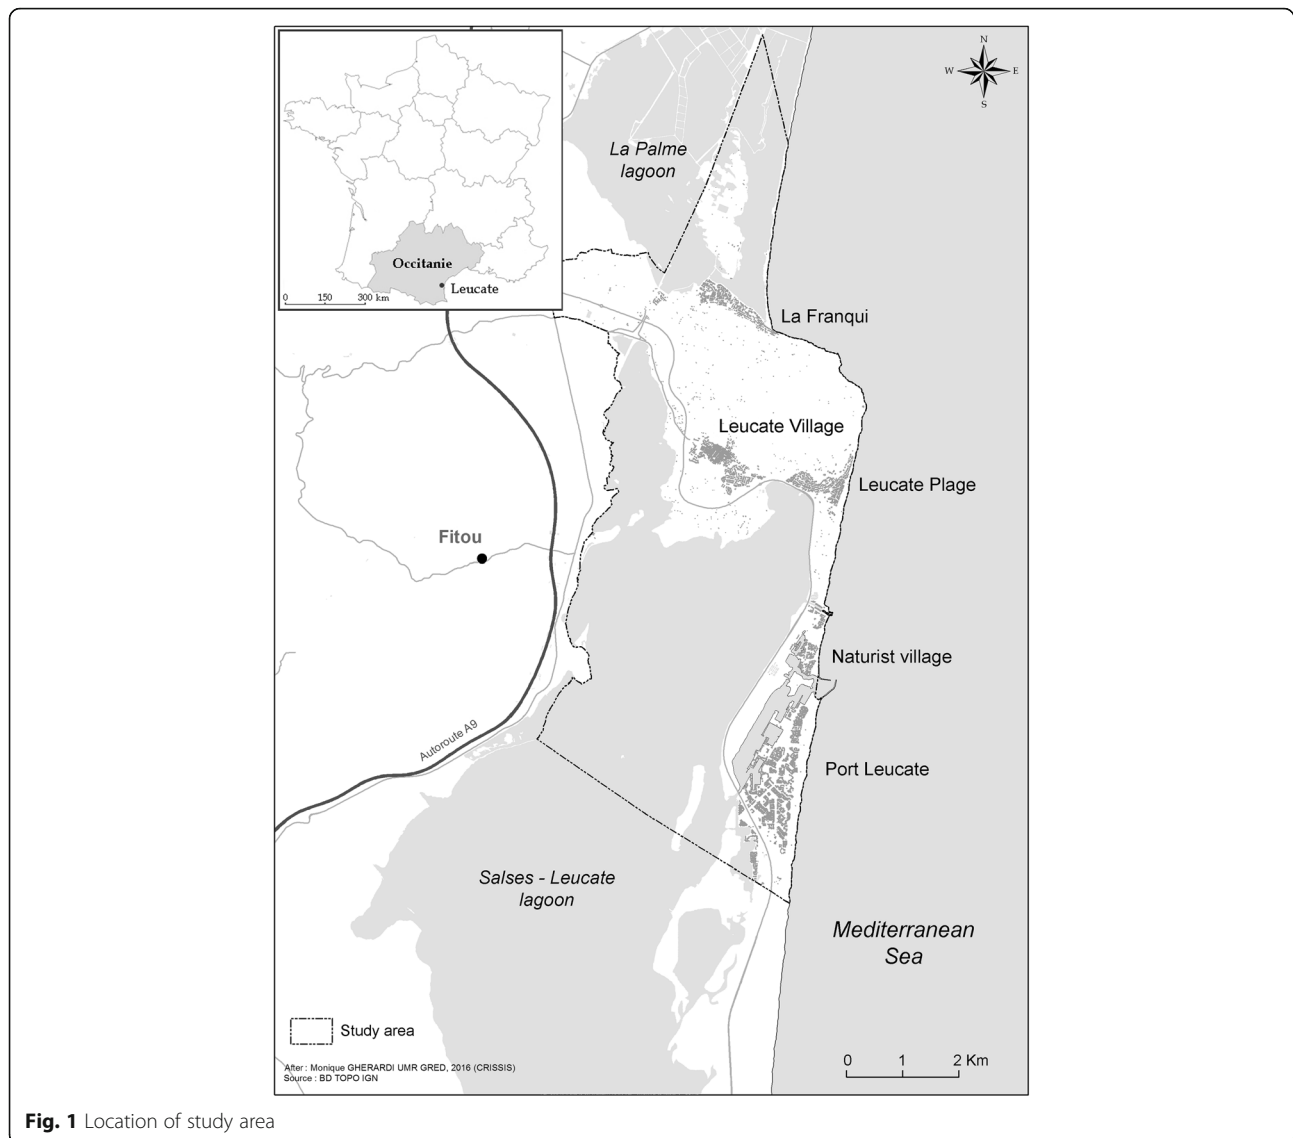 N
W E
S
La Palme
lagoon
Occitanie
Leucate
0 150 300 km
La Franqui
Leucate Village
Leucate Plage
Fitou
Naturist village
Autoroute A9
Port Leucate
Salses - Leucate
lagoon
Mediterranean
Sea
Study area
0 1 2 Km
After : Monique GHERARDI UMR GRED, 2016 (CRISSIS)
Source : BD TOPO IGN
Fig. 1 Location of study area